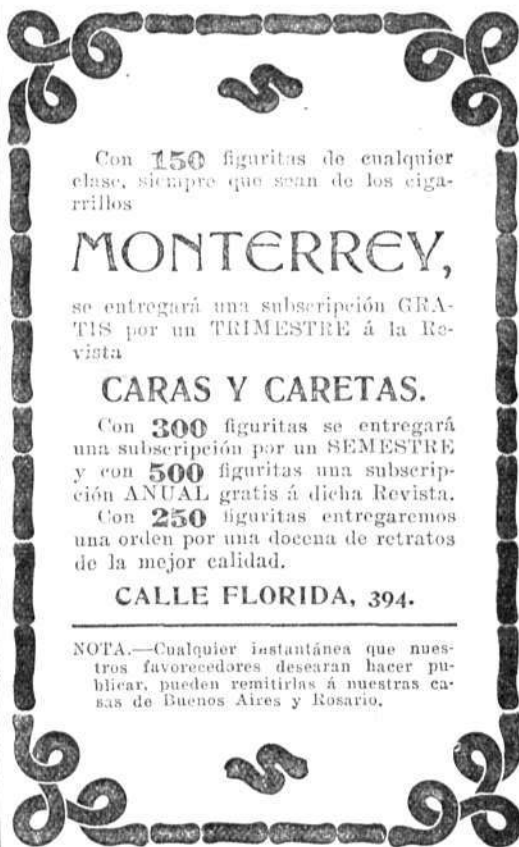 Con 150 figuritas de cualquier
clase, siempre que sean de los ciga-
rrillos
MONTERREY,
se entregará una subscripción GRA-
TIS por un TRIMESTRE á la Re-
vista
CARAS Y CARETAS.
Con 300 figuritas se entregará
una subscripción por un SEMESTRE
y con 500 figuritas una subscrip-
ción ANUAL gratis á dicha Revista.
Con 250 figuritas entregaremos
una orden por una docena de retratos
de la mejor calidad.
CALLE FLORIDA, 394.
NOTA.—Cualquier instantánea que nues-
tros favorecedores desearan hacer pu-
blicar, pueden remitirlas á nuestras ca-
sas de Buenos Aires y Rosario.